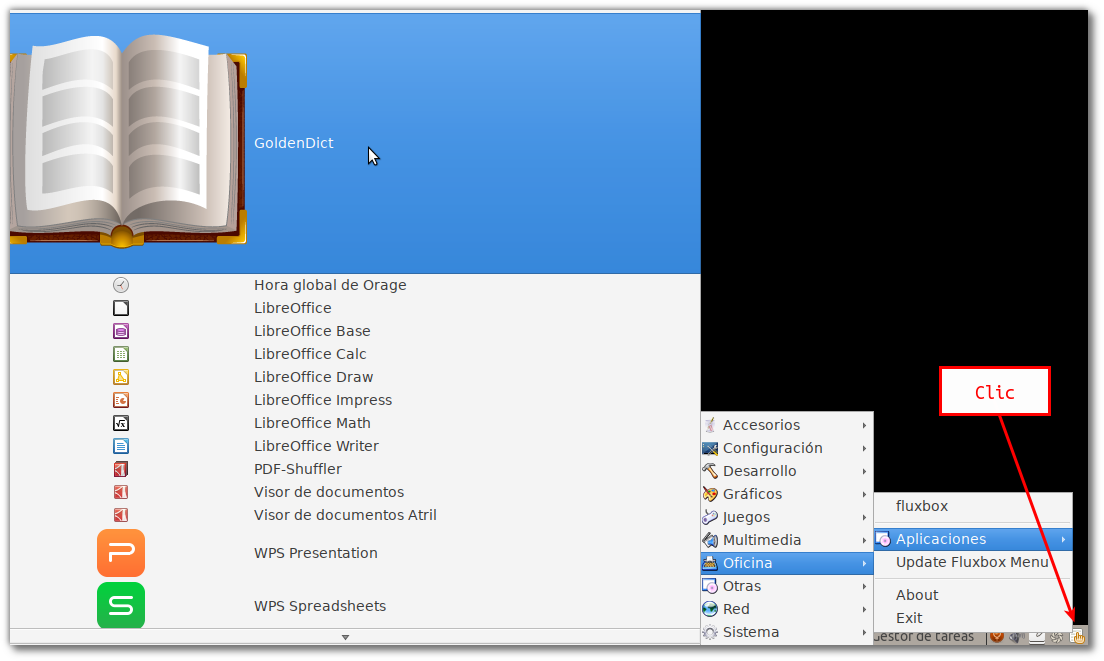 GoldenDict
Hora global de Orage
LibreOffice
LibreOffice Base
LibreOffice Calc
LibreOffice Draw
LibreOffice Impress
LibreOffice Math
LibreOffice Writer
PDF-Shuffler
Visor de documentos
Visor de documentos Atril
WPS Presentation
WPS Spreadsheets
Accesorios
Configuración
Desarrollo
Gráficos
Juegos
Multimedia
Oficina
Otras
Red
Sistema
Clic
fluxbox
Aplicaciones
Update Fluxbox Menu
About
Exit
uestor de tareas